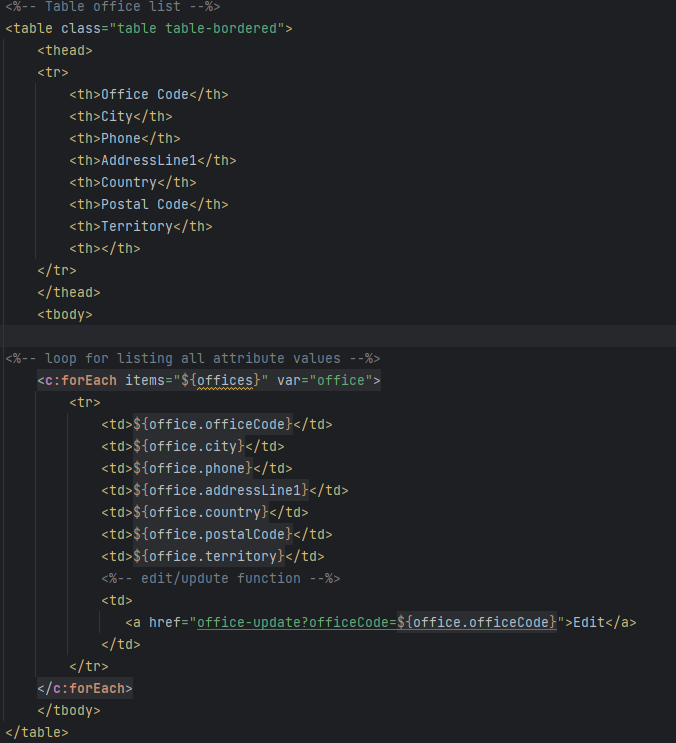 <%-- Table office list --%>
<table class="table table-bordered">
    <thead>
    <tr>
        <th>Office Code</th>
        <th>City</th>
        <th>Phone</th>
        <th>AddressLine1</th>
        <th>Country</th>
        <th>Postal Code</th>
        <th>Territory</th>
        <th></th>
    </tr>
    </thead>
    <tbody>
<%-- loop for listing all attribute values --%>
    <c:forEach items="${offices}" var="office">
        <tr>
            <td>${office.officeCode}</td>
            <td>${office.city}</td>
            <td>${office.phone}</td>
            <td>${office.addressLine1}</td>
            <td>${office.country}</td>
            <td>${office.postalCode}</td>
            <td>${office.territory}</td>
            <%-- edit/updute function --%>
            <td>
               <a href="office-update?officeCode=${office.officeCode}">Edit</a>
            </td>
        </tr>
    </c:forEach>
    </tbody>
</table>